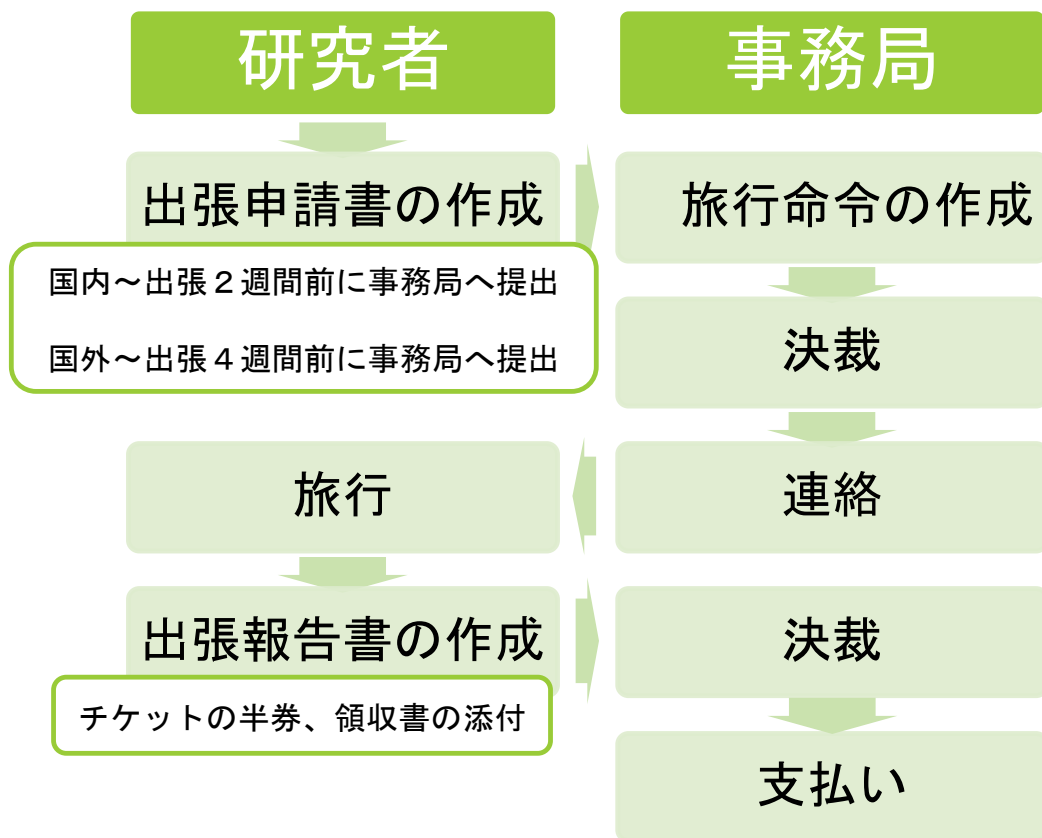 研究者
事務局
出張申請書の作成
旅行命令の作成
国内～出張２週間前に事務局へ提出
国外～出張４週間前に事務局へ提出
決裁
旅行
連絡
出張報告書の作成
決裁
チケットの半券、領収書の添付
支払い